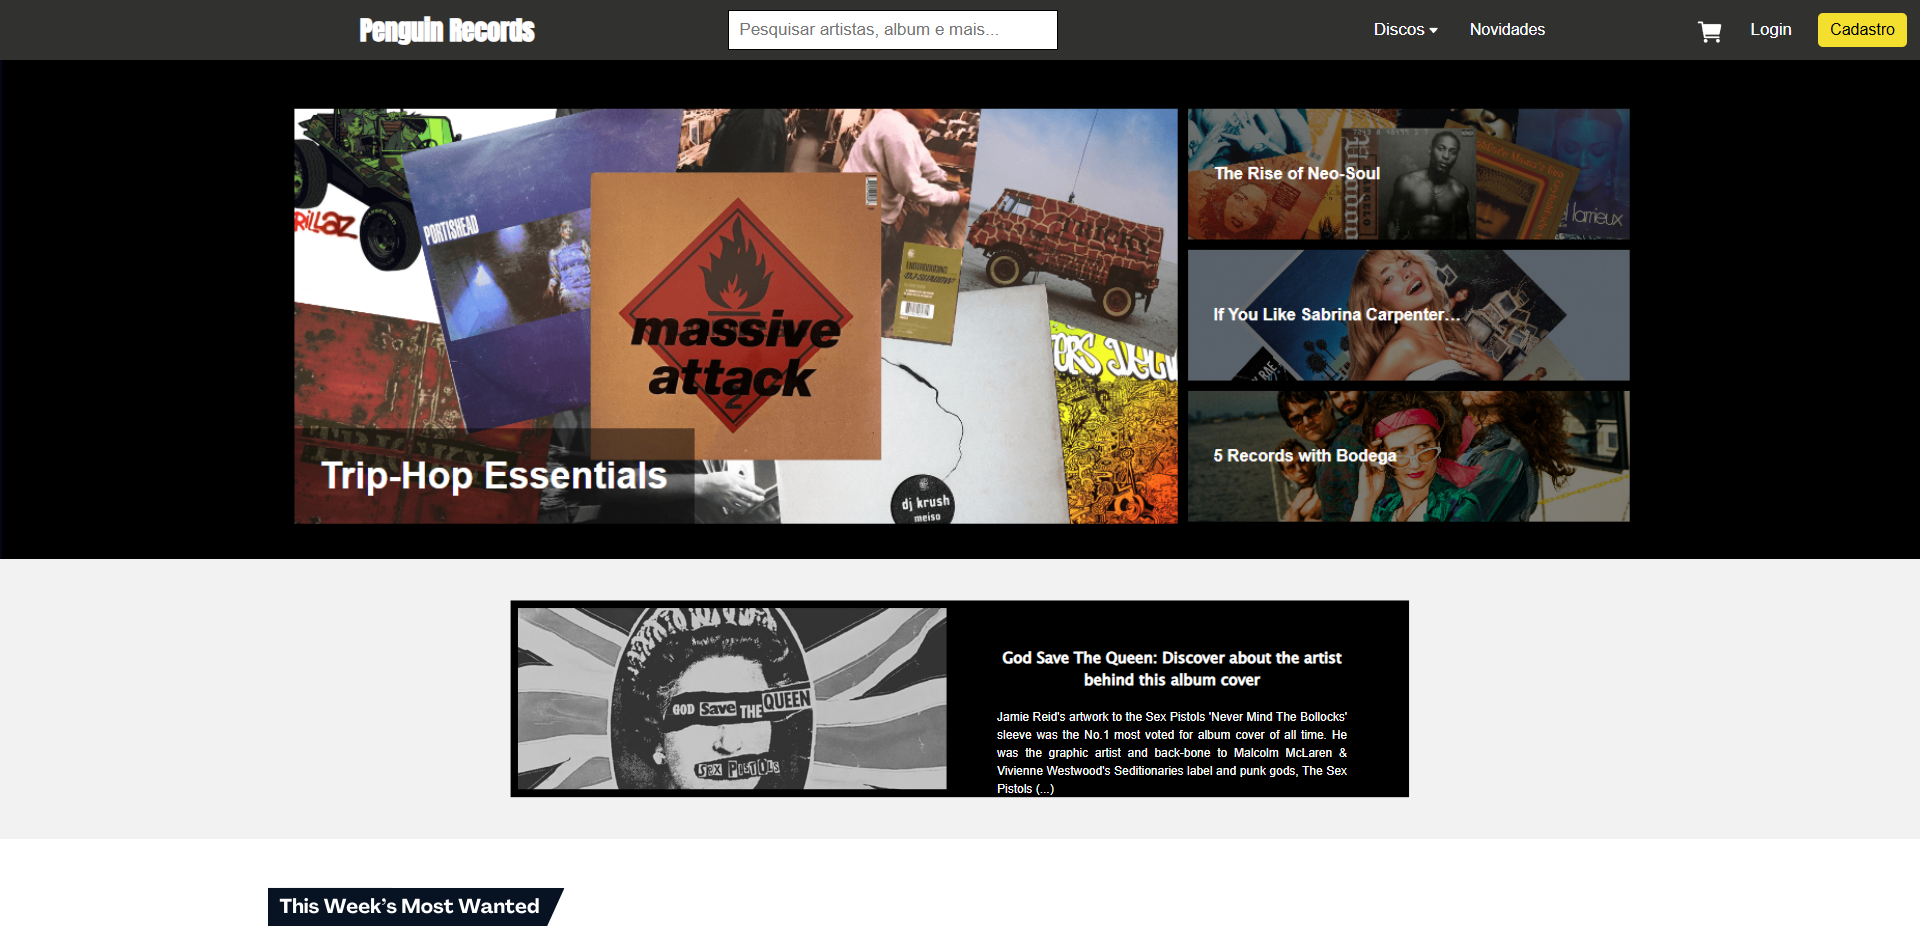 Penguin Records
Pesquisar artistas, album e mais...
Discos
Novidades
Login
Cadastro
PORTISHEAD
massive
attack
2
TRICKY
dj krush
meiso
Trip-Hop Essentials
The Rise of Neo-Soul
larrieux
If You Like Sabrina Carpenter...
5 Records with Bodega
GOD Save THE QUEEN
SEX PISTOLS
God Save The Queen: Discover about the artist
behind this album cover
Jamie Reid's artwork to the Sex Pistols 'Never Mind The Bollocks'
sleeve was the No.1 most voted for album cover of all time. He
was the graphic artist and back-bone to Malcolm McLaren &
Vivienne Westwood's Seditionaries label and punk gods, The Sex
Pistols (...)
This Week's Most Wanted